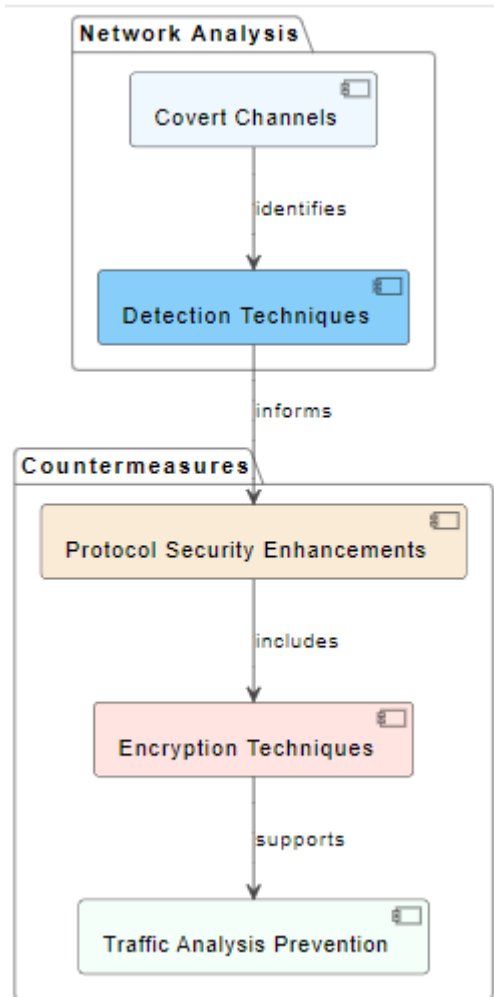 Network Analysis
Covert Channels
identifies
Detection Techniques
informs
Countermeasures
Protocol Security Enhancements
includes
Encryption Techniques
supports
Traffic Analysis Prevention